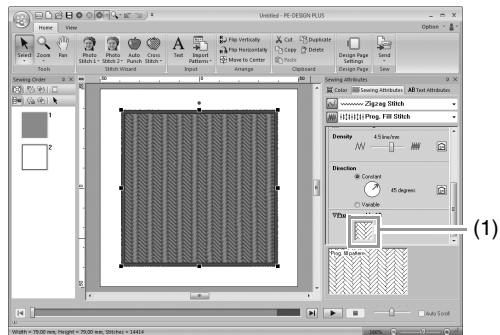 Untitled - PE-DESIGN PLUS
Home View Option
Select Zoom Pan
Tools
Photo Stitch 1 Photo Stitch 2 Auto Punch Cross Stitch
Stitch Wizard
Text Import Patterns
Input
Flip Vertically
Flip Horizontally
Move to Center
Arrange
Cut Duplicate
Copy Delete
Paste
Clipboard
Design Page Settings
Design Page
Send
Sew
Sewing Order
1
2
Sewing Attributes
Color Sewing Attributes AB Text Attributes
Zigzag Stitch
Prog. Fill Stitch
Density 4.5 line/mm
Direction
Constant
45 degrees
Variable
(1)
Prog. fill pattern
Auto Scroll
Width = 79.00 mm, Height = 79.00 mm, Stitches = 14414
100%